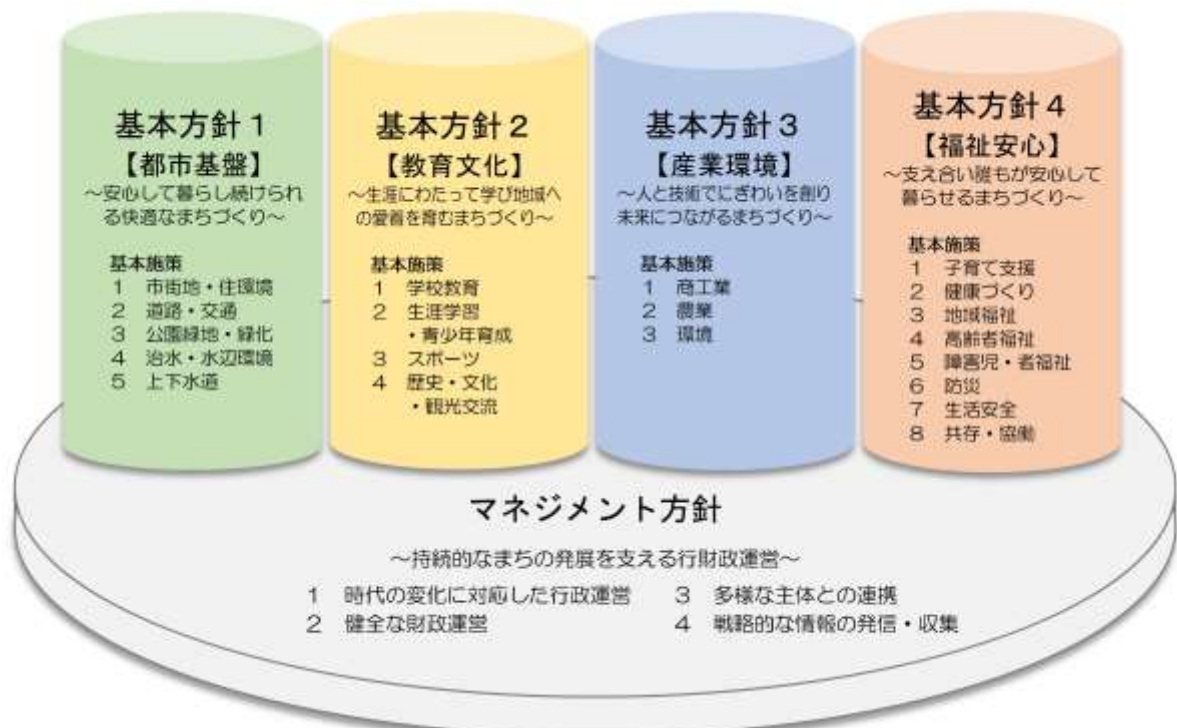 基本方針1
【都市基盤】
~安心して暮らし続けられ
る快適なまちづくり~
基本施策
1 市街地・住環境
2 道路・交通
3 公園緑地・緑化
4 治水・水辺環境
5 上下水道
基本方針2
【教育文化】
~生涯にわたって学び地域へ
の愛着を育むまちづくり~
基本施策
1 学校教育
2 生涯学習
・青少年育成
3 スポーツ
4 歴史・文化
・観光交流
基本方針3
【産業環境】
~人と技術でにぎわいを創り
未来につながるまちづくり~
基本施策
1 商工業
2 農業
3 環境
基本方針4
【福祉安心】
~支え合い誰もが安心して
暮らせるまちづくり~
基本施策
1 子育て支援
2 健康づくり
3 地域福祉
4 高齢者福祉
5 障害児・者福祉
6 防災
7 生活安全
8 共存・協働
マネジメント方針
~持続的なまちの発展を支える行財政運営~
1 時代の変化に対応した行政運営
2 健全な財政運営
3 多様な主体との連携
4 戦略的な情報の発信・収集